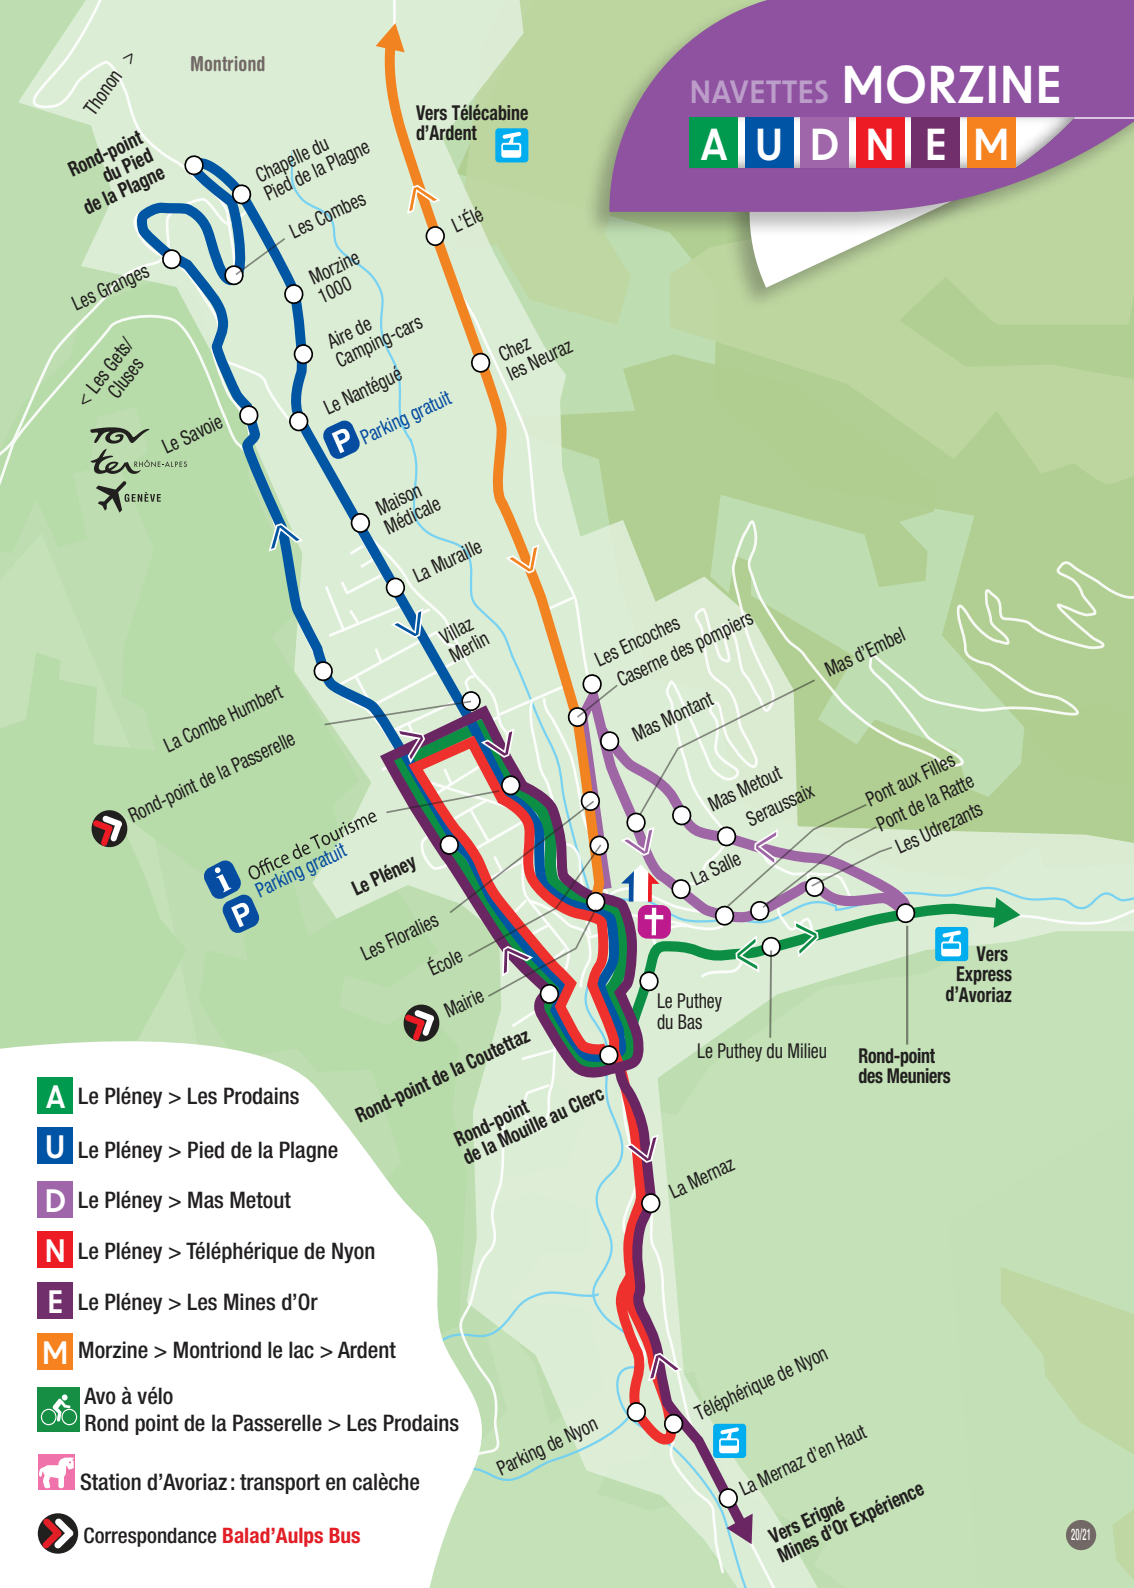 NAVETTES MORZINE
A U D N E M
Montriond
Thonon >
Vers Télécabine
d'Ardent
Rond-point
du Pied
de la Plagne
Chapelle du
Pied de la Plagne
Les Combes
L'Élé
Les Granges
Morzine
1000
Aire de
Camping-cars
Chez
les Neuraz
< Les Gets/
Cluses
Le Nantégué
P Parking gratuit
Le Savoie
TGV
ter RHÔNE-ALPES
GENÈVE
Maison
Médicale
La Muraille
Villaz
Merlin
Les Encoches
Caserne des pompiers
Mas d'Embel
Mas Montant
La Combe Humbert
Rond-point de la Passerelle
Mas Metout
Seraussaix
Pont aux Filles
Pont de la Ratte
Les Udrezants
i Office de Tourisme
P Parking gratuit
Le Pléney
La Salle
Les Floralies
École
Mairie
Vers
Express
d'Avoriaz
Le Puthey
du Bas
Le Puthey du Milieu
Rond-point
des Meuniers
Rond-point de la Coutettaz
Rond-point
de la Mouille au Clerc
La Mernaz
A Le Pléney > Les Prodains
U Le Pléney > Pied de la Plagne
D Le Pléney > Mas Metout
N Le Pléney > Téléphérique de Nyon
E Le Pléney > Les Mines d'Or
M Morzine > Montriond le lac > Ardent
Avo à vélo
Rond point de la Passerelle > Les Prodains
Station d'Avoriaz : transport en calèche
Correspondance Balad'Aulps Bus
Téléphérique de Nyon
Parking de Nyon
La Mernaz d'en Haut
Vers Erigné
Mines d'Or Expérience
20/21